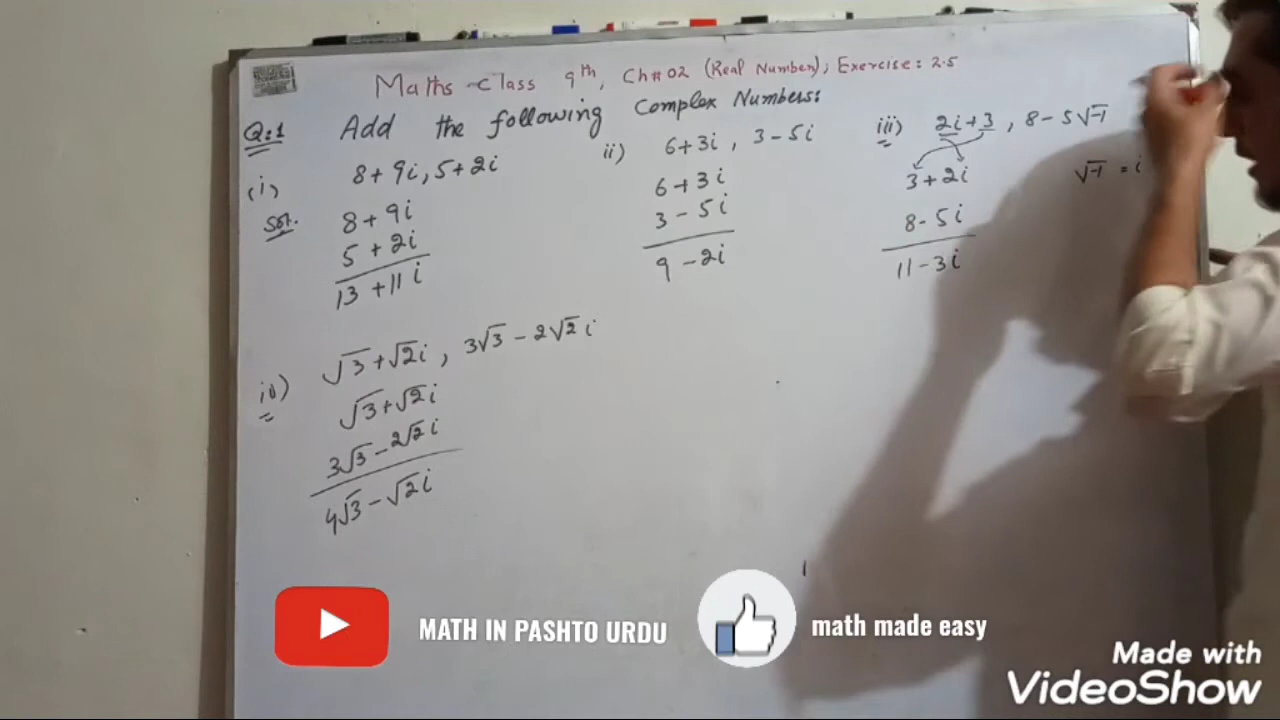 Maths - Class 9th, Ch# 02 (Real Number); Exercise: 2.5
Q:1 Add the following Complex Numbers:
(i) 8 + 9i, 5 + 2i
Sol. 8 + 9i
5 + 2i
13 + 11i
ii) 6 + 3i, 3 - 5i
6 + 3i
3 - 5i
9 - 2i
iii) 2i + 3, 8 - 5√-1
3 + 2i
√-1 = i
8 - 5i
11 - 3i
iv) √3 + √2i, 3√3 - 2√2i
√3 + √2i
3√3 - 2√2i
4√3 - √2i
MATH IN PASHTO URDU
math made easy
Made with
VideoShow